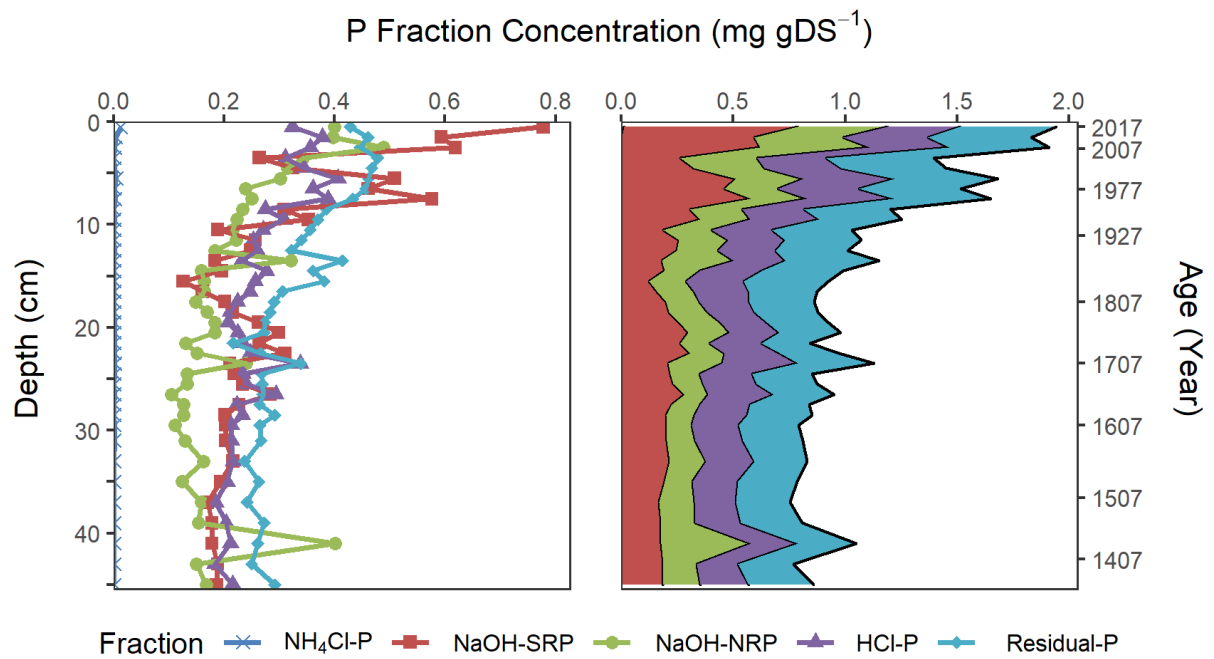 P Fraction Concentration (mg gDS⁻¹)
0.0 0.2 0.4 0.6 0.8
0.0 0.5 1.0 1.5 2.0
0
10
20
30
40
Depth (cm)
2017
2007
1977
1927
1807
1707
1607
1507
1407
Age (Year)
Fraction NH₄Cl-P NaOH-SRP NaOH-NRP HCl-P Residual-P